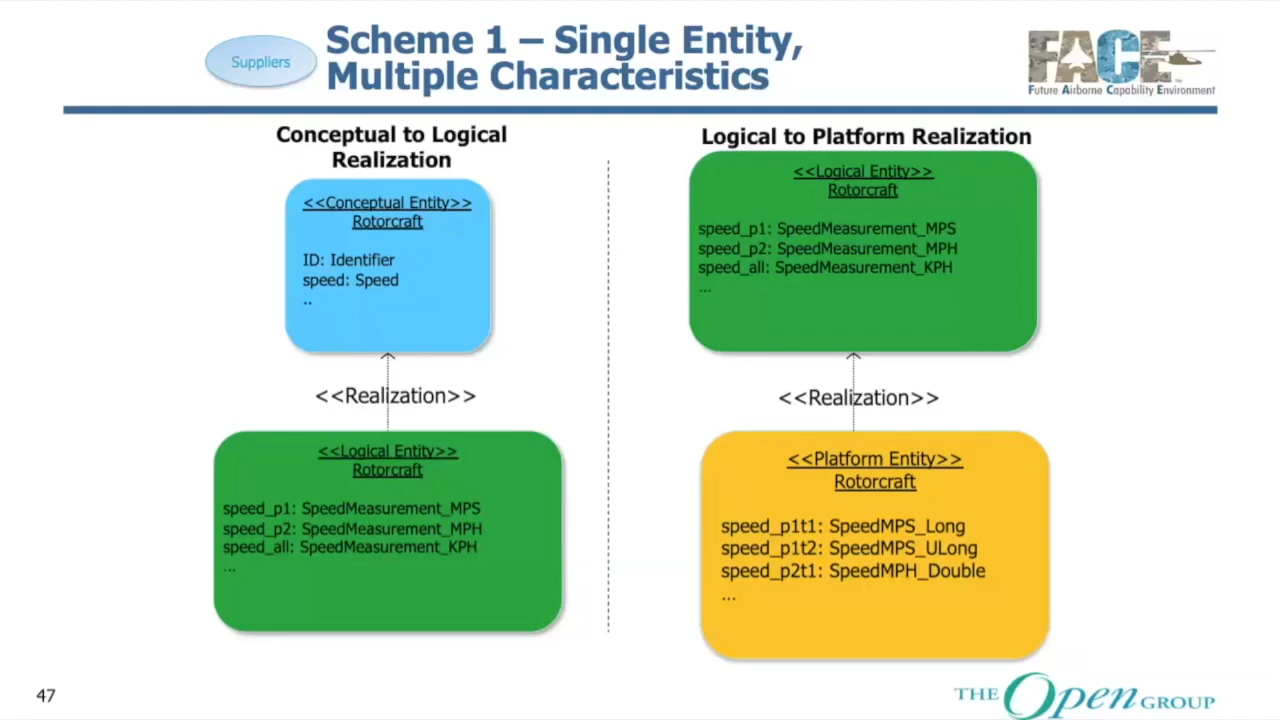 Suppliers
Scheme 1 – Single Entity,
Multiple Characteristics
FACE™
Future Airborne Capability Environment
Conceptual to Logical
Realization
<<Conceptual Entity>>
Rotorcraft
ID: Identifier
speed: Speed
..
<<Realization>>
<<Logical Entity>>
Rotorcraft
speed_p1: SpeedMeasurement_MPS
speed_p2: SpeedMeasurement_MPH
speed_all: SpeedMeasurement_KPH
...
Logical to Platform Realization
<<Logical Entity>>
Rotorcraft
speed_p1: SpeedMeasurement_MPS
speed_p2: SpeedMeasurement_MPH
speed_all: SpeedMeasurement_KPH
...
<<Realization>>
<<Platform Entity>>
Rotorcraft
speed_p1t1: SpeedMPS_Long
speed_p1t2: SpeedMPS_ULong
speed_p2t1: SpeedMPH_Double
...
47
THE Open GROUP